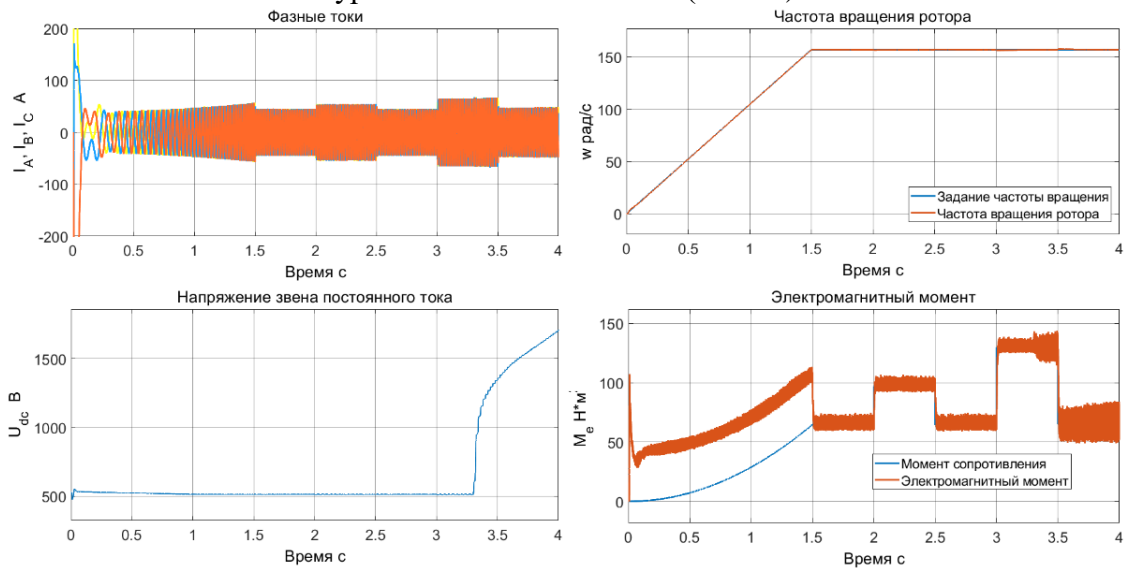 Фазные токи
200
100
0
-100
-200
I_A, I_B, I_C A
0 0.5 1 1.5 2 2.5 3 3.5 4
Время с
Частота вращения ротора
150
100
50
0
w рад/с
Задание частоты вращения
Частота вращения ротора
0 0.5 1 1.5 2 2.5 3 3.5 4
Время с
Напряжение звена постоянного тока
1500
1000
500
U_dc В
0 0.5 1 1.5 2 2.5 3 3.5 4
Время с
Электромагнитный момент
150
100
50
0
M_e Н*м
Момент сопротивления
Электромагнитный момент
0 0.5 1 1.5 2 2.5 3 3.5 4
Время с